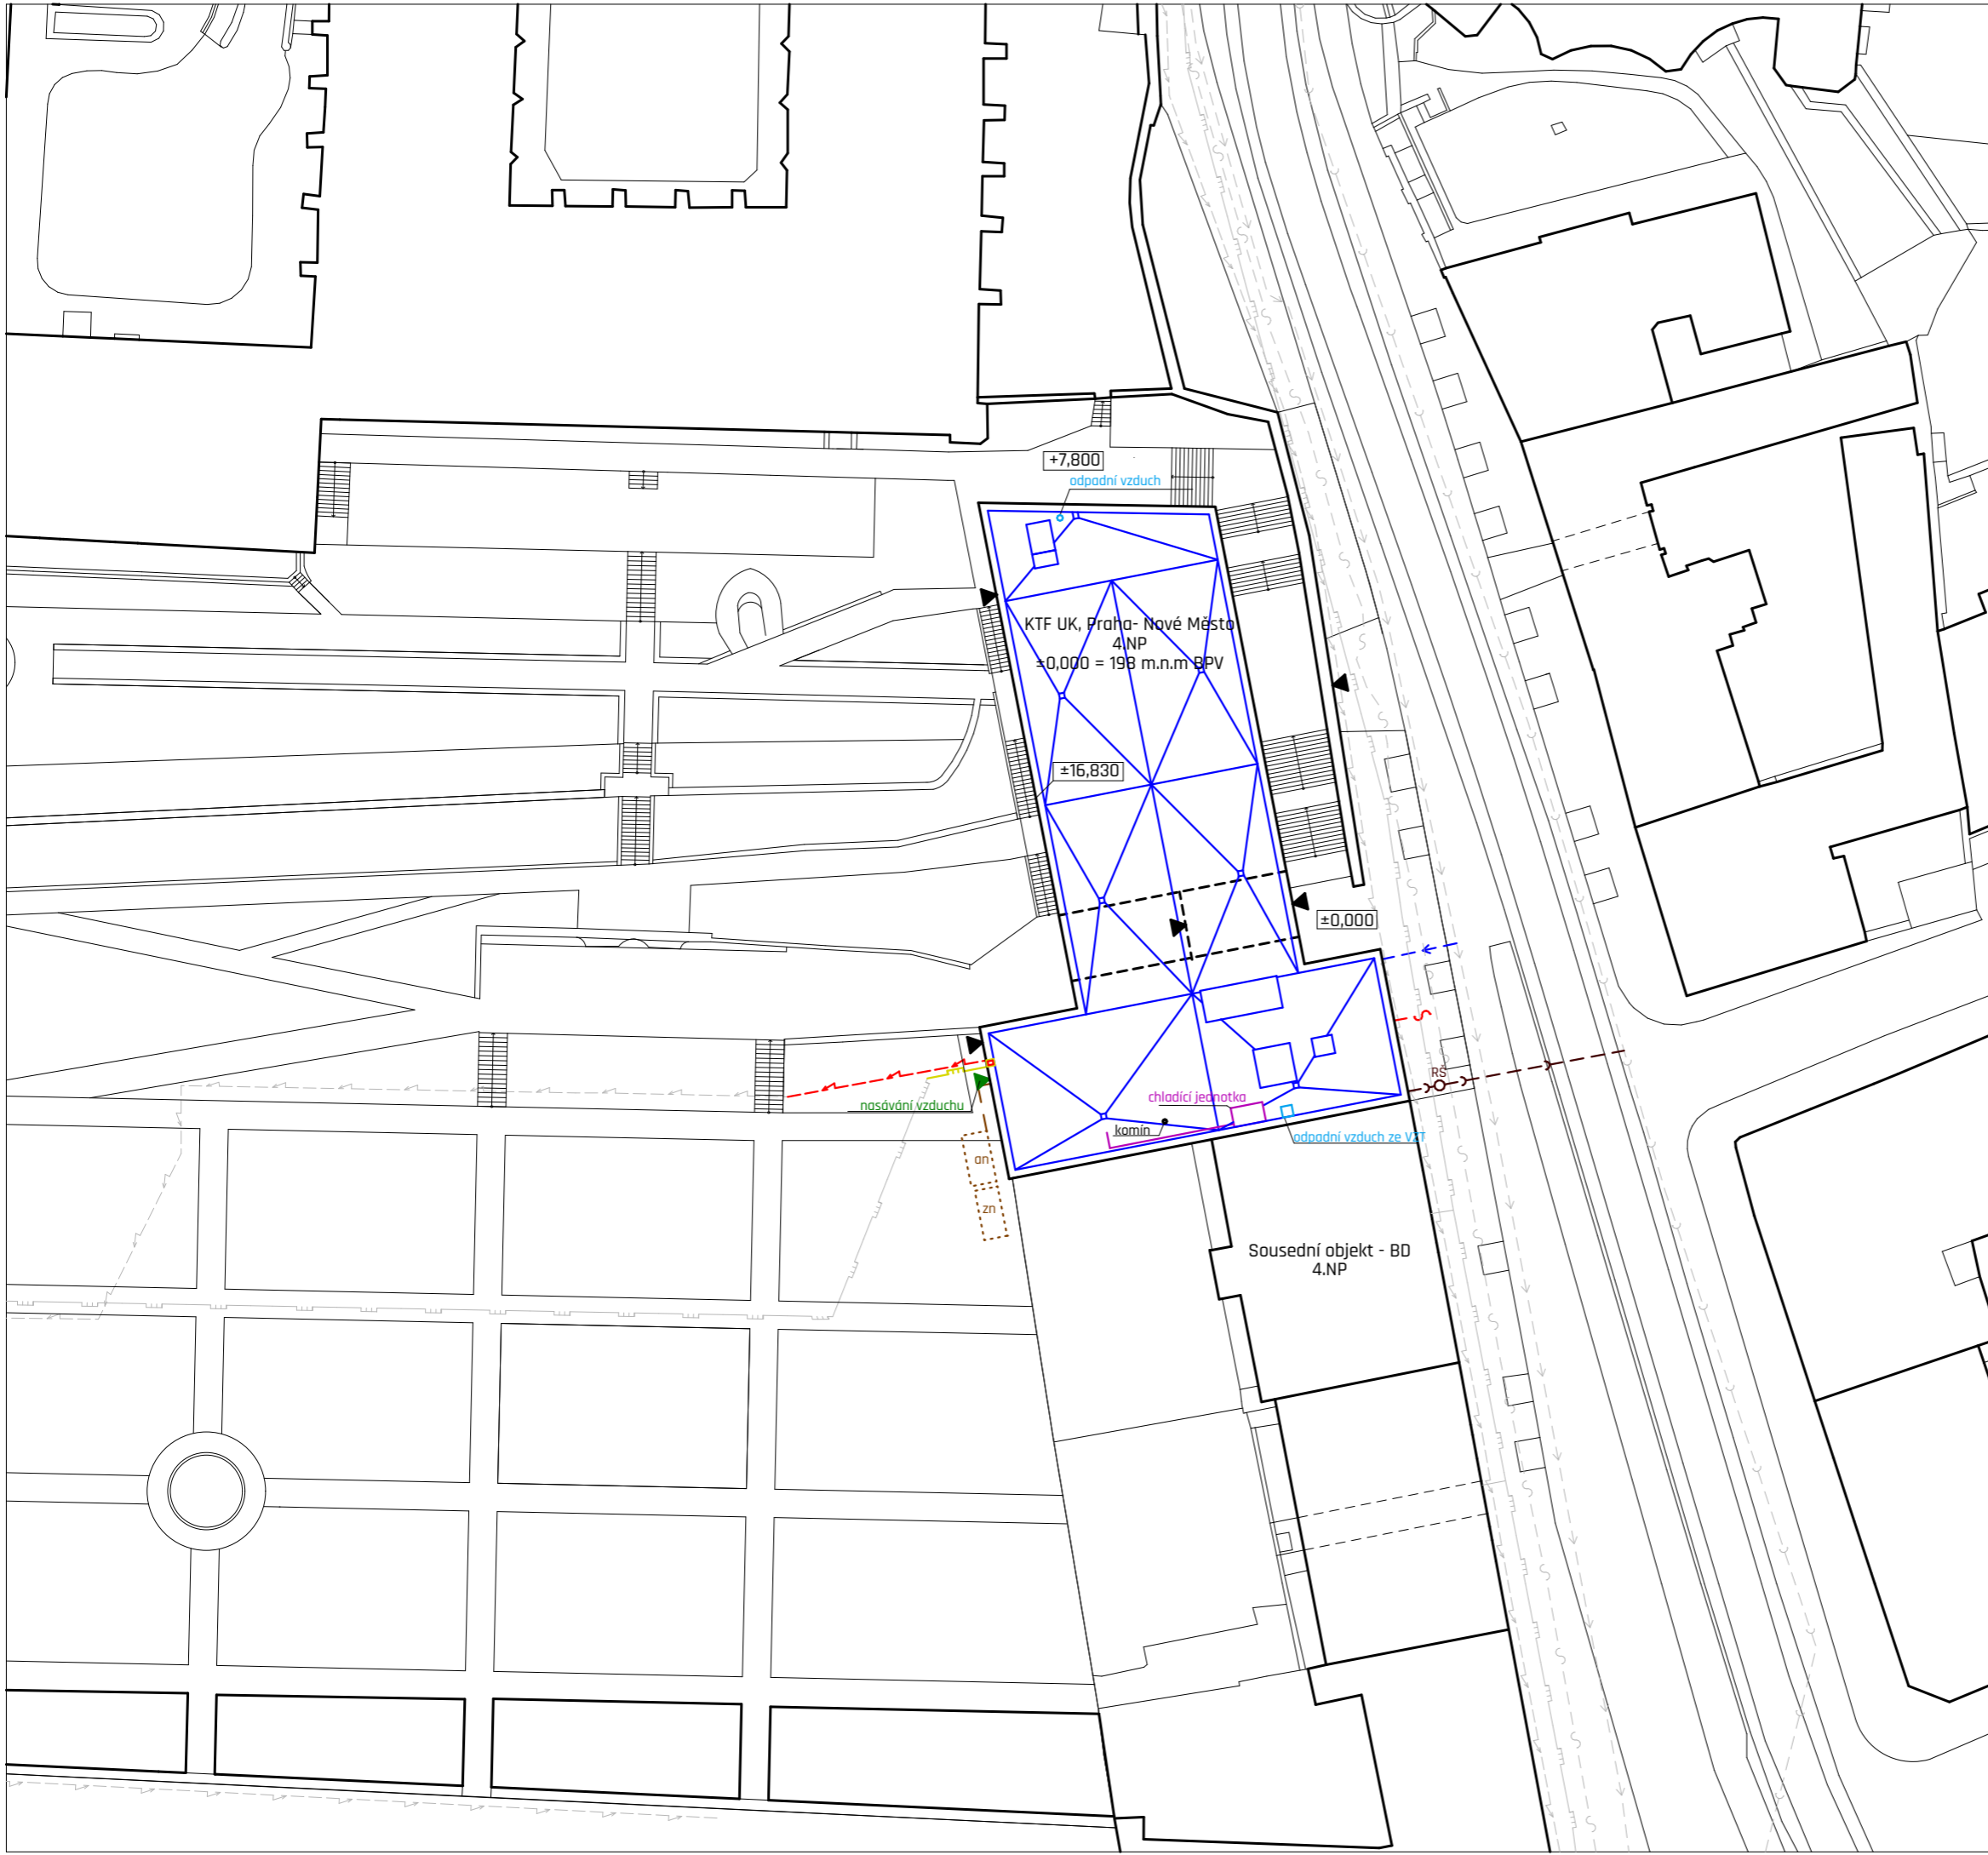 +7,800
odpadní vzduch
KTF UK, Praha- Nové Město
4.NP
±0,000 = 198 m.n.m BPV
±16,830
±0,000
RŠ
chladící jednotka
nasávání vzduchu
komín
odpadní vzduch ze VZT
an
zn
Sousední objekt - BD
4.NP